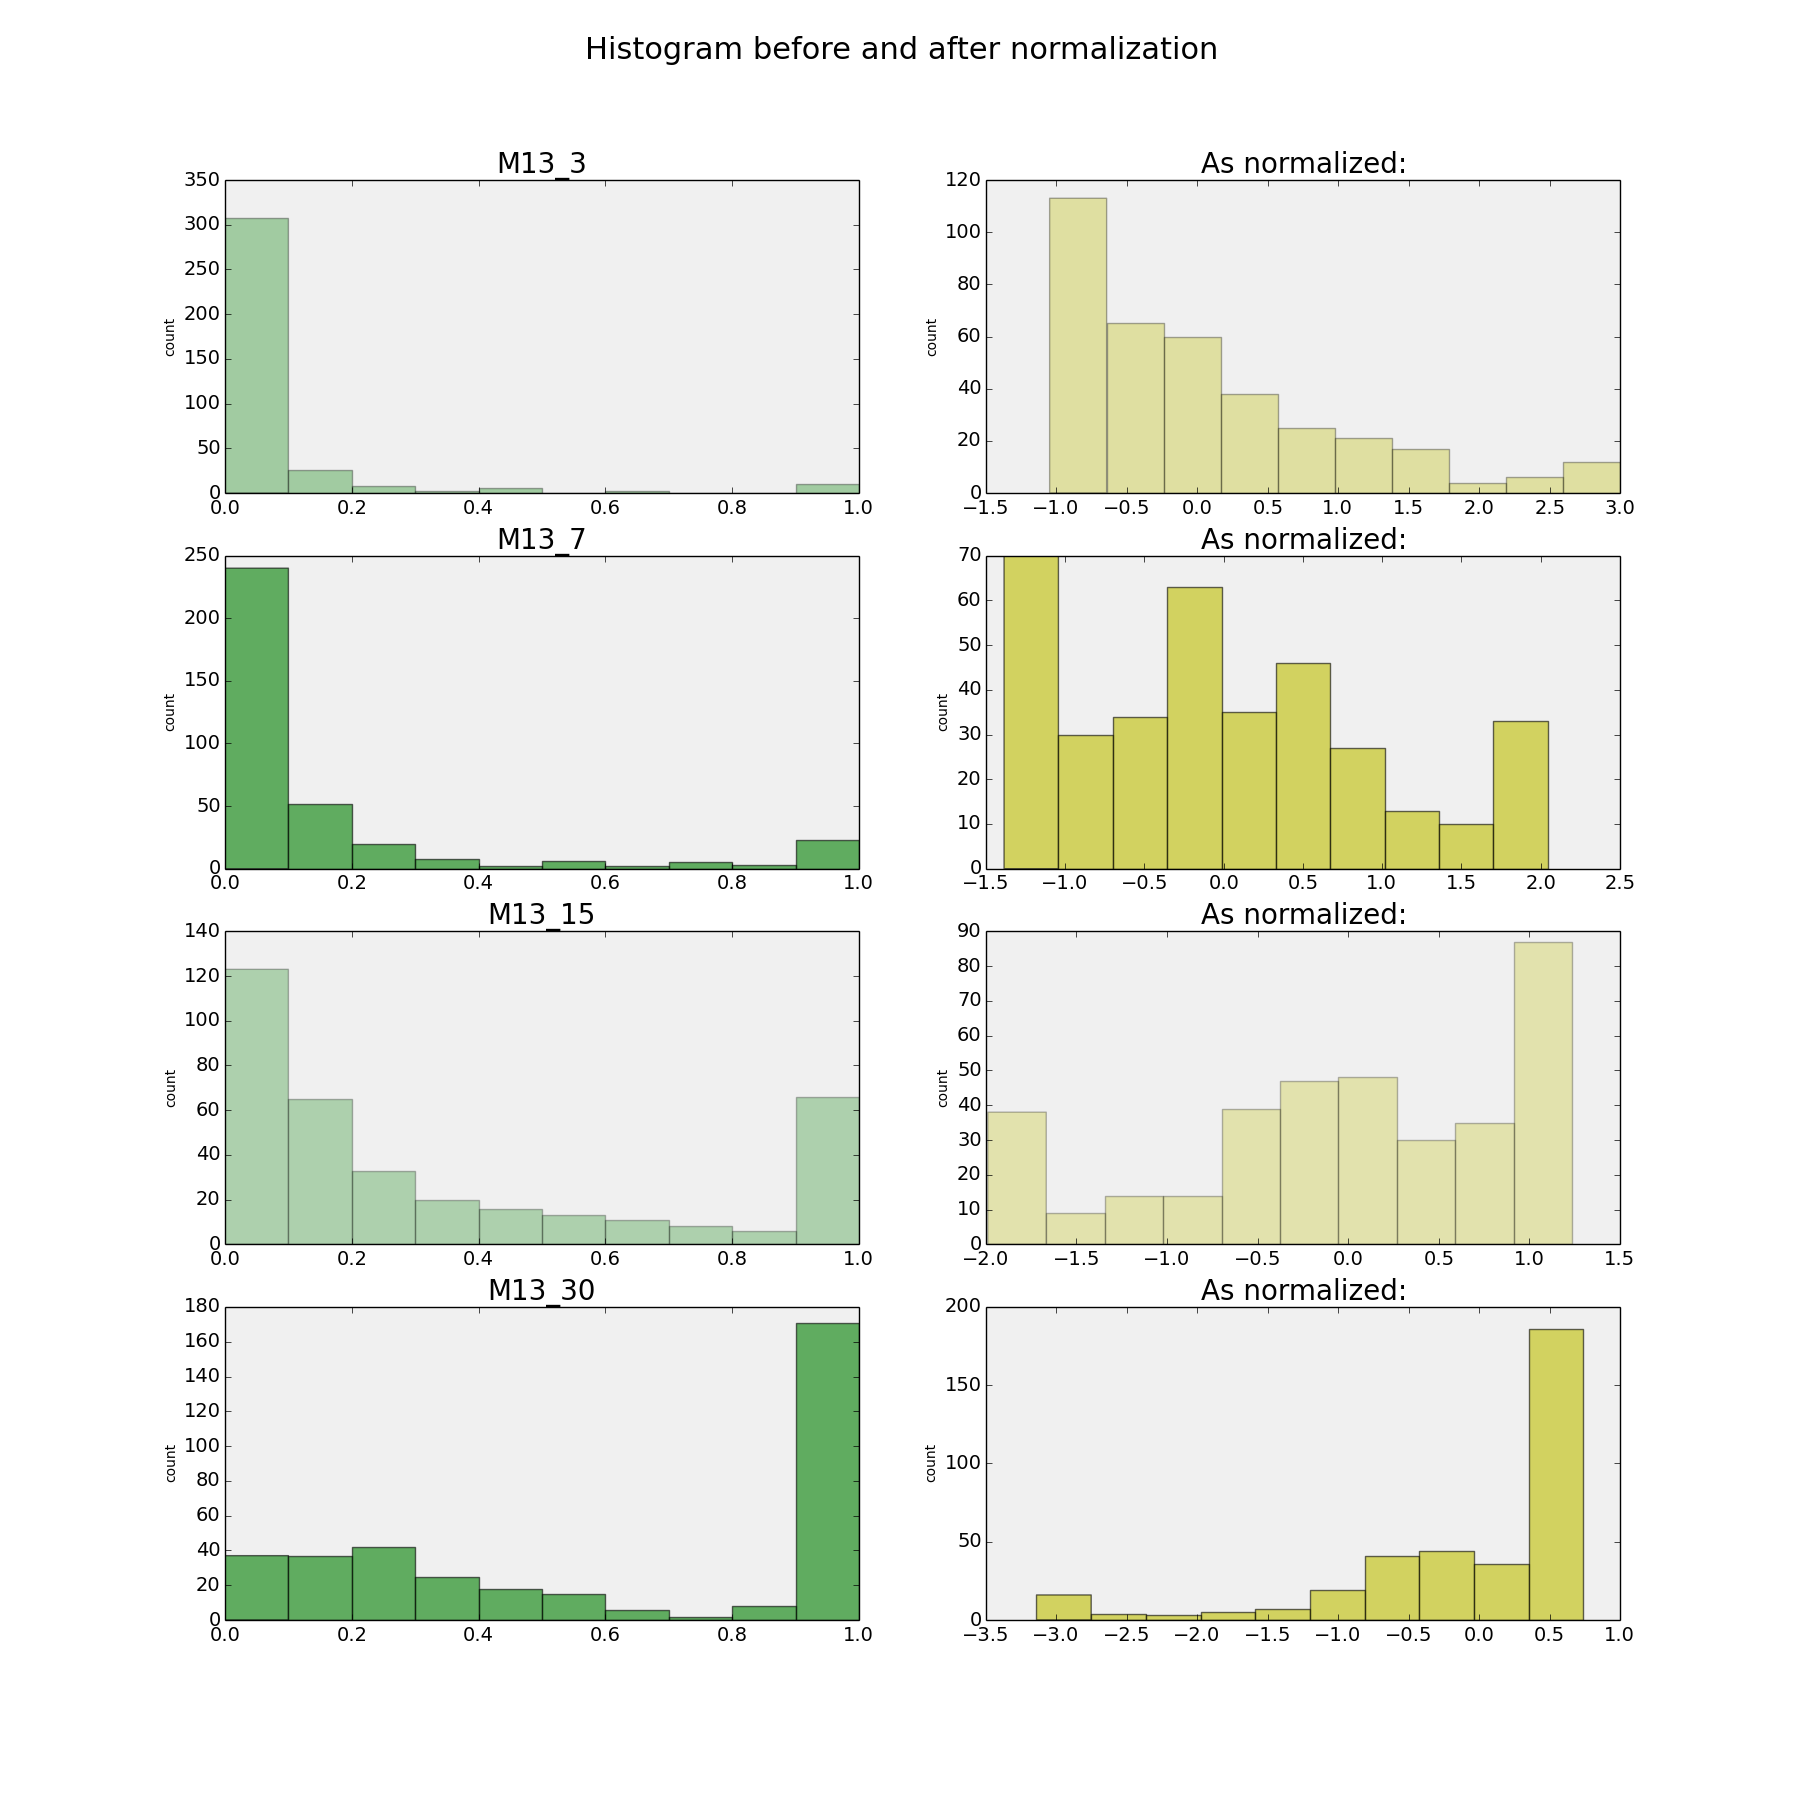 Histogram before and after normalization
M13_3
350
300
250
200
150
100
50
0
count
0.0 0.2 0.4 0.6 0.8 1.0
As normalized:
120
100
80
60
40
20
0
count
−1.5 −1.0 −0.5 0.0 0.5 1.0 1.5 2.0 2.5 3.0
M13_7
250
200
150
100
50
0
count
0.0 0.2 0.4 0.6 0.8 1.0
As normalized:
70
60
50
40
30
20
10
0
count
−1.5 −1.0 −0.5 0.0 0.5 1.0 1.5 2.0 2.5
M13_15
140
120
100
80
60
40
20
0
count
0.0 0.2 0.4 0.6 0.8 1.0
As normalized:
90
80
70
60
50
40
30
20
10
0
count
−2.0 −1.5 −1.0 −0.5 0.0 0.5 1.0 1.5
M13_30
180
160
140
120
100
80
60
40
20
0
count
0.0 0.2 0.4 0.6 0.8 1.0
As normalized:
200
150
100
50
0
count
−3.5 −3.0 −2.5 −2.0 −1.5 −1.0 −0.5 0.0 0.5 1.0